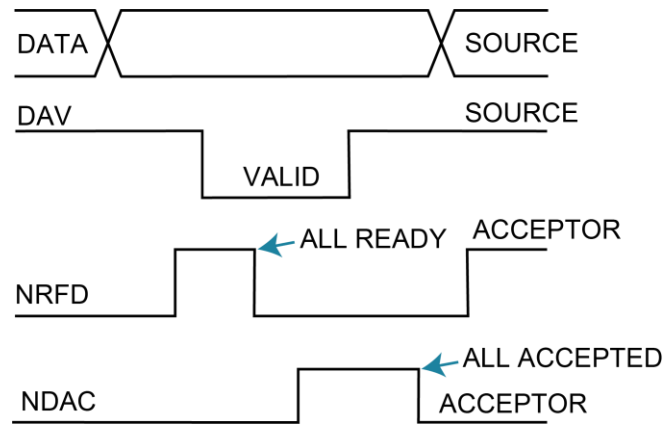 DATA
SOURCE
DAV
SOURCE
VALID
ALL READY
ACCEPTOR
NRFD
ALL ACCEPTED
NDAC
ACCEPTOR